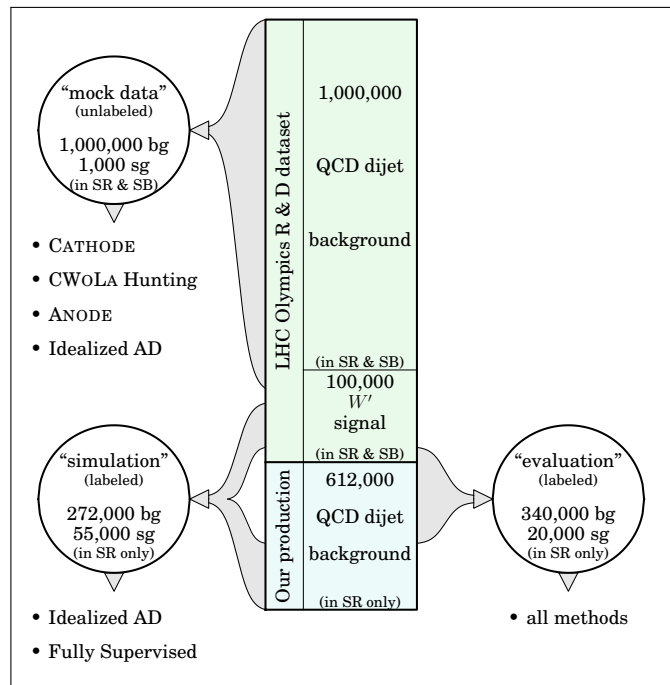 “mock data”
(unlabeled)
1,000,000 bg
1,000 sg
(in SR & SB)
• CATHODE
• CWOLA Hunting
• ANODE
• Idealized AD
LHC Olympics R & D dataset
1,000,000
QCD dijet
background
(in SR & SB)
100,000
W′
signal
(in SR & SB)
Our production
612,000
QCD dijet
background
(in SR only)
“simulation”
(labeled)
272,000 bg
55,000 sg
(in SR only)
• Idealized AD
• Fully Supervised
“evaluation”
(labeled)
340,000 bg
20,000 sg
(in SR only)
• all methods